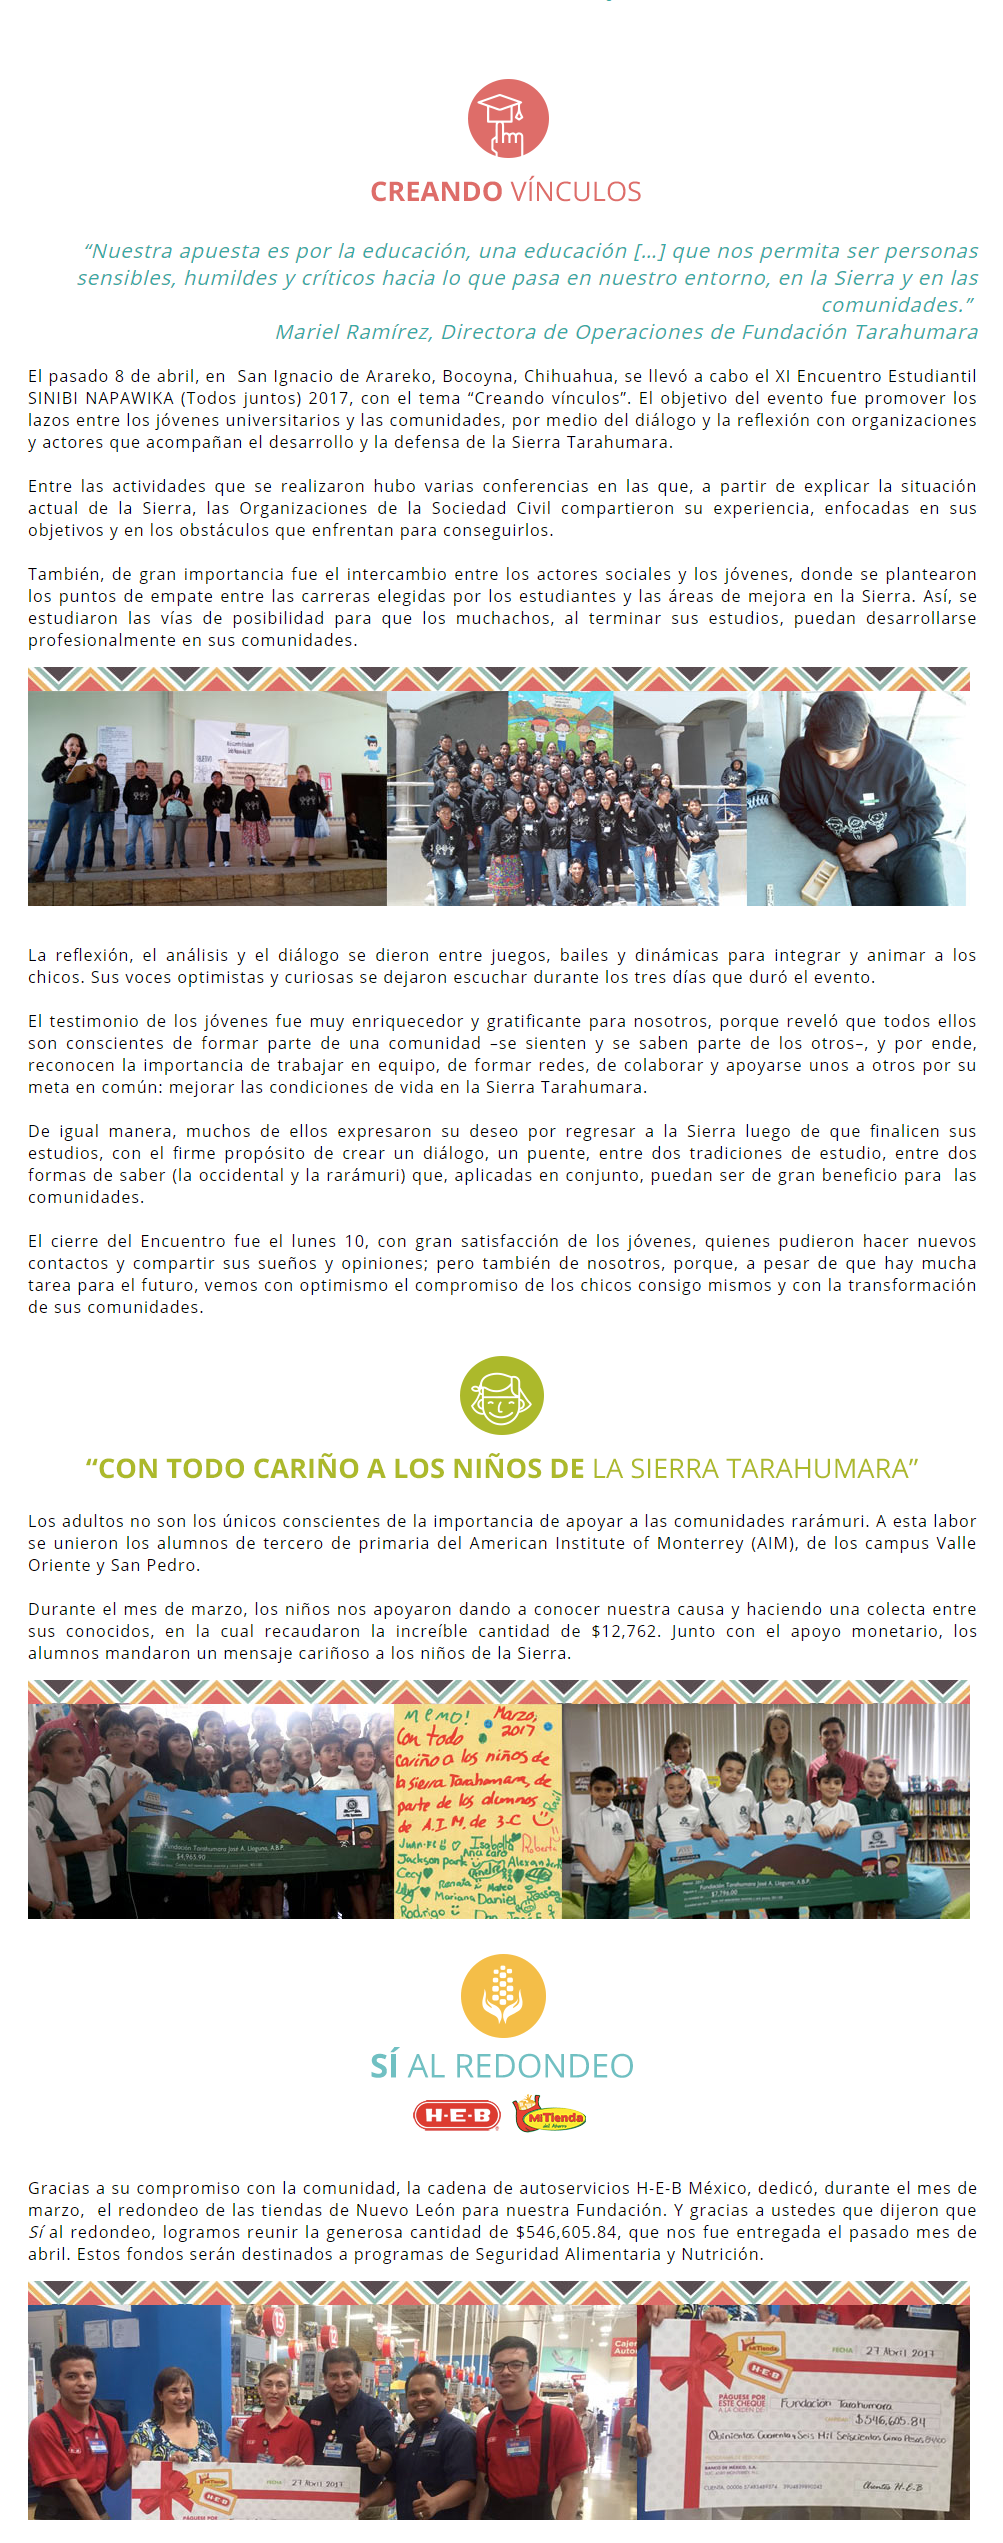 CREANDO VÍNCULOS
“Nuestra apuesta es por la educación, una educación [...] que nos permita ser personas
sensibles, humildes y críticos hacia lo que pasa en nuestro entorno, en la Sierra y en las
comunidades.”
Mariel Ramírez, Directora de Operaciones de Fundación Tarahumara
El pasado 8 de abril, en San Ignacio de Arareko, Bocoyna, Chihuahua, se llevó a cabo el XI Encuentro Estudiantil
SINIBI NAPAWIKA (Todos juntos) 2017, con el tema “Creando vínculos”. El objetivo del evento fue promover los
lazos entre los jóvenes universitarios y las comunidades, por medio del diálogo y la reflexión con organizaciones
y actores que acompañan el desarrollo y la defensa de la Sierra Tarahumara.
Entre las actividades que se realizaron hubo varias conferencias en las que, a partir de explicar la situación
actual de la Sierra, las Organizaciones de la Sociedad Civil compartieron su experiencia, enfocadas en sus
objetivos y en los obstáculos que enfrentan para conseguirlos.
También, de gran importancia fue el intercambio entre los actores sociales y los jóvenes, donde se plantearon
los puntos de empate entre las carreras elegidas por los estudiantes y las áreas de mejora en la Sierra. Así, se
estudiaron las vías de posibilidad para que los muchachos, al terminar sus estudios, puedan desarrollarse
profesionalmente en sus comunidades.
La reflexión, el análisis y el diálogo se dieron entre juegos, bailes y dinámicas para integrar y animar a los
chicos. Sus voces optimistas y curiosas se dejaron escuchar durante los tres días que duró el evento.
El testimonio de los jóvenes fue muy enriquecedor y gratificante para nosotros, porque reveló que todos ellos
son conscientes de formar parte de una comunidad –se sienten y se saben parte de los otros–, y por ende,
reconocen la importancia de trabajar en equipo, de formar redes, de colaborar y apoyarse unos a otros por su
meta en común: mejorar las condiciones de vida en la Sierra Tarahumara.
De igual manera, muchos de ellos expresaron su deseo por regresar a la Sierra luego de que finalicen sus
estudios, con el firme propósito de crear un diálogo, un puente, entre dos tradiciones de estudio, entre dos
formas de saber (la occidental y la rarámuri) que, aplicadas en conjunto, puedan ser de gran beneficio para las
comunidades.
El cierre del Encuentro fue el lunes 10, con gran satisfacción de los jóvenes, quienes pudieron hacer nuevos
contactos y compartir sus sueños y opiniones; pero también de nosotros, porque, a pesar de que hay mucha
tarea para el futuro, vemos con optimismo el compromiso de los chicos consigo mismos y con la transformación
de sus comunidades.
“CON TODO CARIÑO A LOS NIÑOS DE LA SIERRA TARAHUMARA”
Los adultos no son los únicos conscientes de la importancia de apoyar a las comunidades rarámuri. A esta labor
se unieron los alumnos de tercero de primaria del American Institute of Monterrey (AIM), de los campus Valle
Oriente y San Pedro.
Durante el mes de marzo, los niños nos apoyaron dando a conocer nuestra causa y haciendo una colecta entre
sus conocidos, en la cual recaudaron la increíble cantidad de $12,762. Junto con el apoyo monetario, los
alumnos mandaron un mensaje cariñoso a los niños de la Sierra.
Fundación Tarahumara José A. Llaguno, A.B.P.
$4,965.90
memo! Marzo,
2017
Con todo
cariño a los niños de
la sierra Tarahumara, de
parte de los alumnos
de A.I.M. de 3-C
Isabella Roberta
Jackson Alexander
Cecy
Renata Mateo
Mariana Daniel Jessica
Rodrigo
Fundación Tarahumara José A. Llaguno, A.B.P.
$7,796.00
SÍ AL REDONDEO
H-E-B MiTienda del Ahorro
Gracias a su compromiso con la comunidad, la cadena de autoservicios H-E-B México, dedicó, durante el mes de
marzo, el redondeo de las tiendas de Nuevo León para nuestra Fundación. Y gracias a ustedes que dijeron que
Sí al redondeo, logramos reunir la generosa cantidad de $546,605.84, que nos fue entregada el pasado mes de
abril. Estos fondos serán destinados a programas de Seguridad Alimentaria y Nutrición.
13
MiTienda
H-E-B
FECHA 27 Abril 2017
PÁGUESE POR
MiTienda
H-E-B
FECHA 27 Abril 2017
PÁGUESE POR
ESTE CHEQUE
A LA ORDEN DE:
Fundación Tarahumara
$546,605.84
Quinientos Cuarenta y Seis Mil Seiscientos Cinco Pesos 84/100
BANCO DE MÉXICO, S.A.
Clientes H-E-B